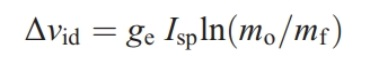 Δv_id = g_e I_sp ln(m_o/m_f)